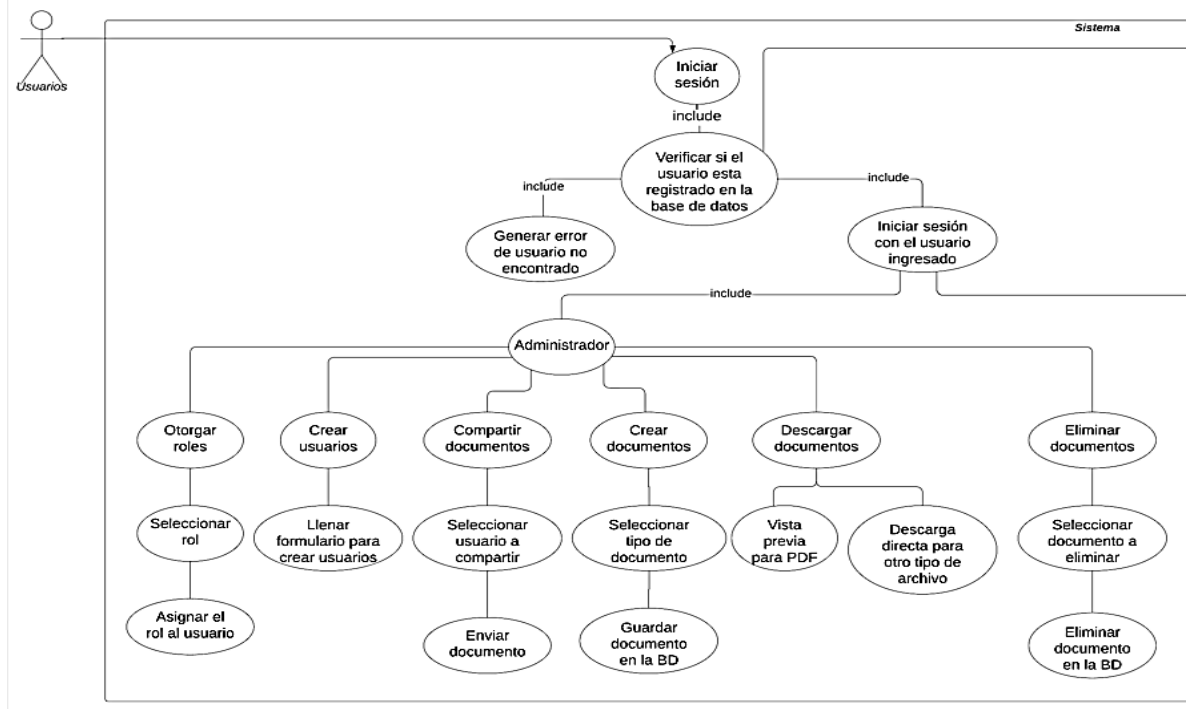 Sistema
Usuarios
Iniciar
sesión
include
Verificar si el
usuario esta
registrado en la
base de datos
include
include
Generar error
de usuario no
encontrado
Iniciar sesión
con el usuario
ingresado
include
Administrador
Otorgar
roles
Crear
usuarios
Compartir
documentos
Crear
documentos
Descargar
documentos
Eliminar
documentos
Seleccionar
rol
Llenar
formulario para
crear usuarios
Seleccionar
usuario a
compartir
Seleccionar
tipo de
documento
Vista
previa
para PDF
Descarga
directa para
otro tipo de
archivo
Seleccionar
documento a
eliminar
Asignar el
rol al usuario
Enviar
documento
Guardar
documento
en la BD
Eliminar
documento
en la BD